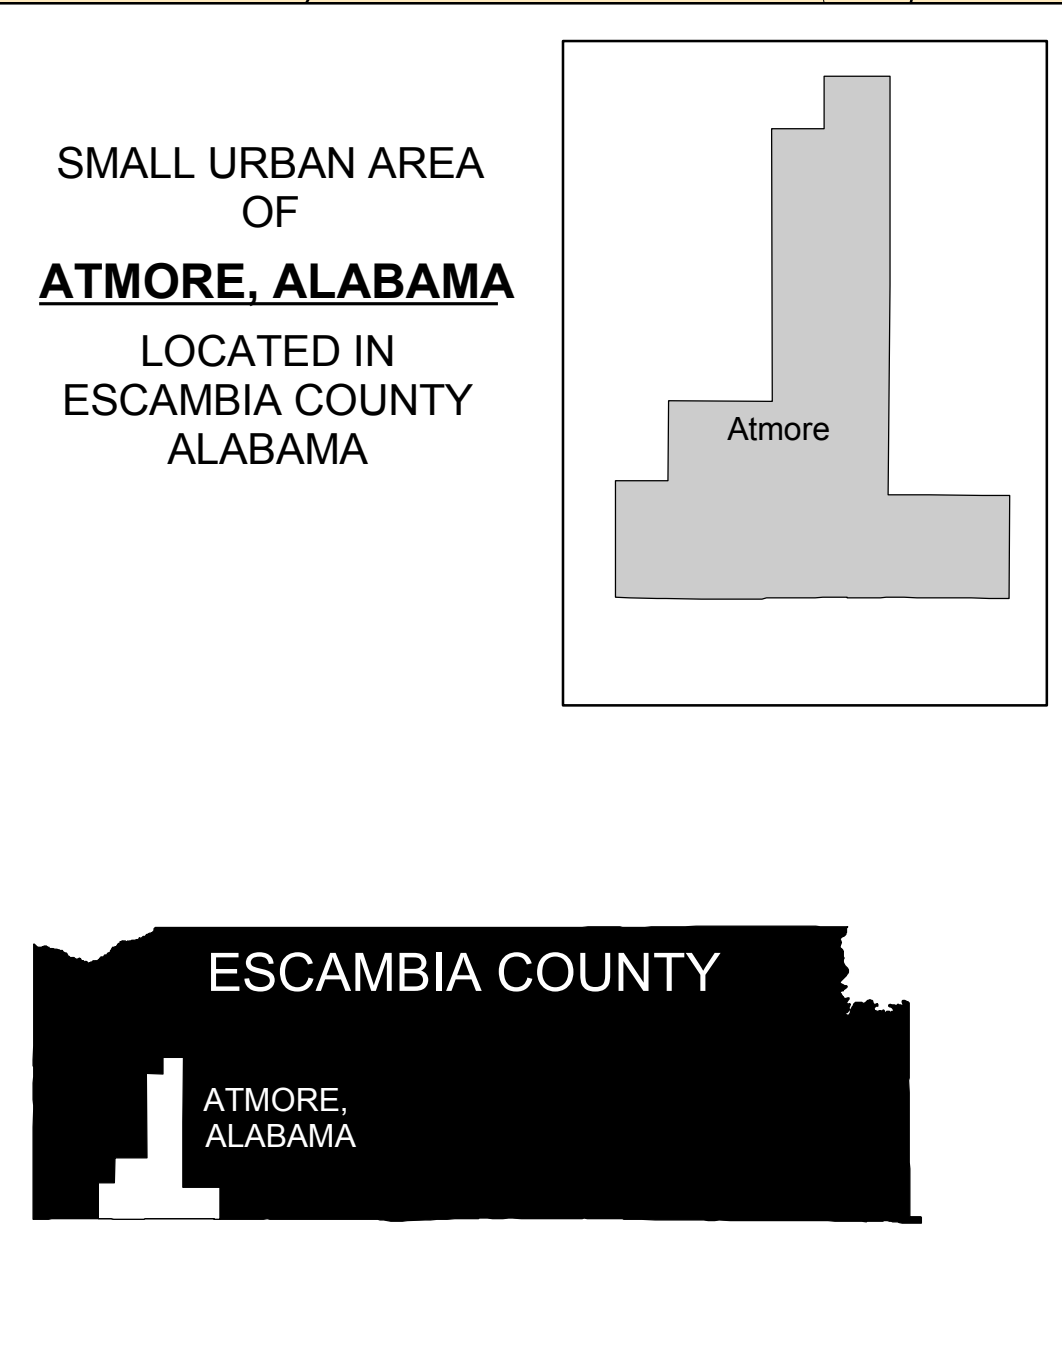 SMALL URBAN AREA
OF
ATMORE, ALABAMA
LOCATED IN
ESCAMBIA COUNTY
ALABAMA
Atmore
ESCAMBIA COUNTY
ATMORE,
ALABAMA